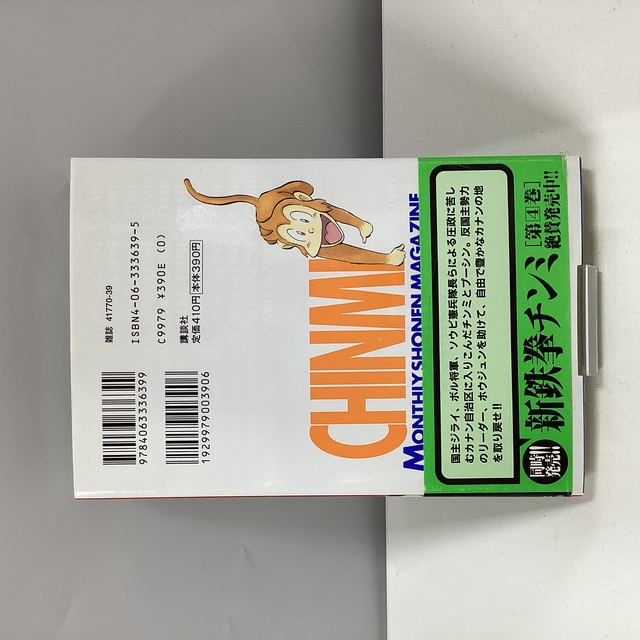 雑誌 41770-39
ISBN4-06-333639-5
C9979 ¥390E (0)
講談社
定価410円 本体390円
9784063336399
1929979003906
CHINMI
MONTHLY SHONEN MAGAZINE
国主ジライ、ボル将軍、ソウビ憲兵隊長らによる圧政に苦し
むカナン自治区に入りこんだチンミとブーシン。反国主勢力
のリーダー、ホウジュンを助けて、自由で豊かなカナンの地
を取り戻せ!!
同時発売!!
新鉄拳チンミ
[第4巻]
絶賛発売中!!